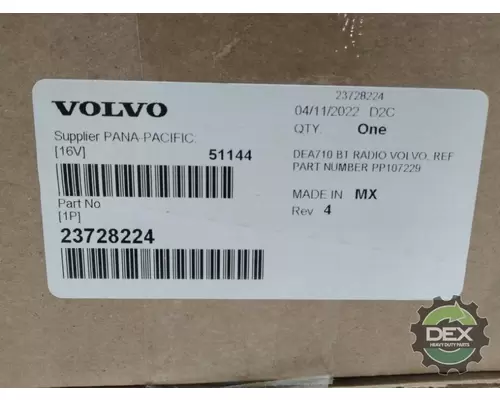 VOLVO
Supplier PANA-PACIFIC
[16V] 51144
Part No
[1P]
23728224
23728224
04/11/2022 D2C
QTY. One
DEA710 BT RADIO VOLVO, REF
PART NUMBER PP107229
MADE IN MX
Rev 4
DEX
HEAVY DUTY PARTS